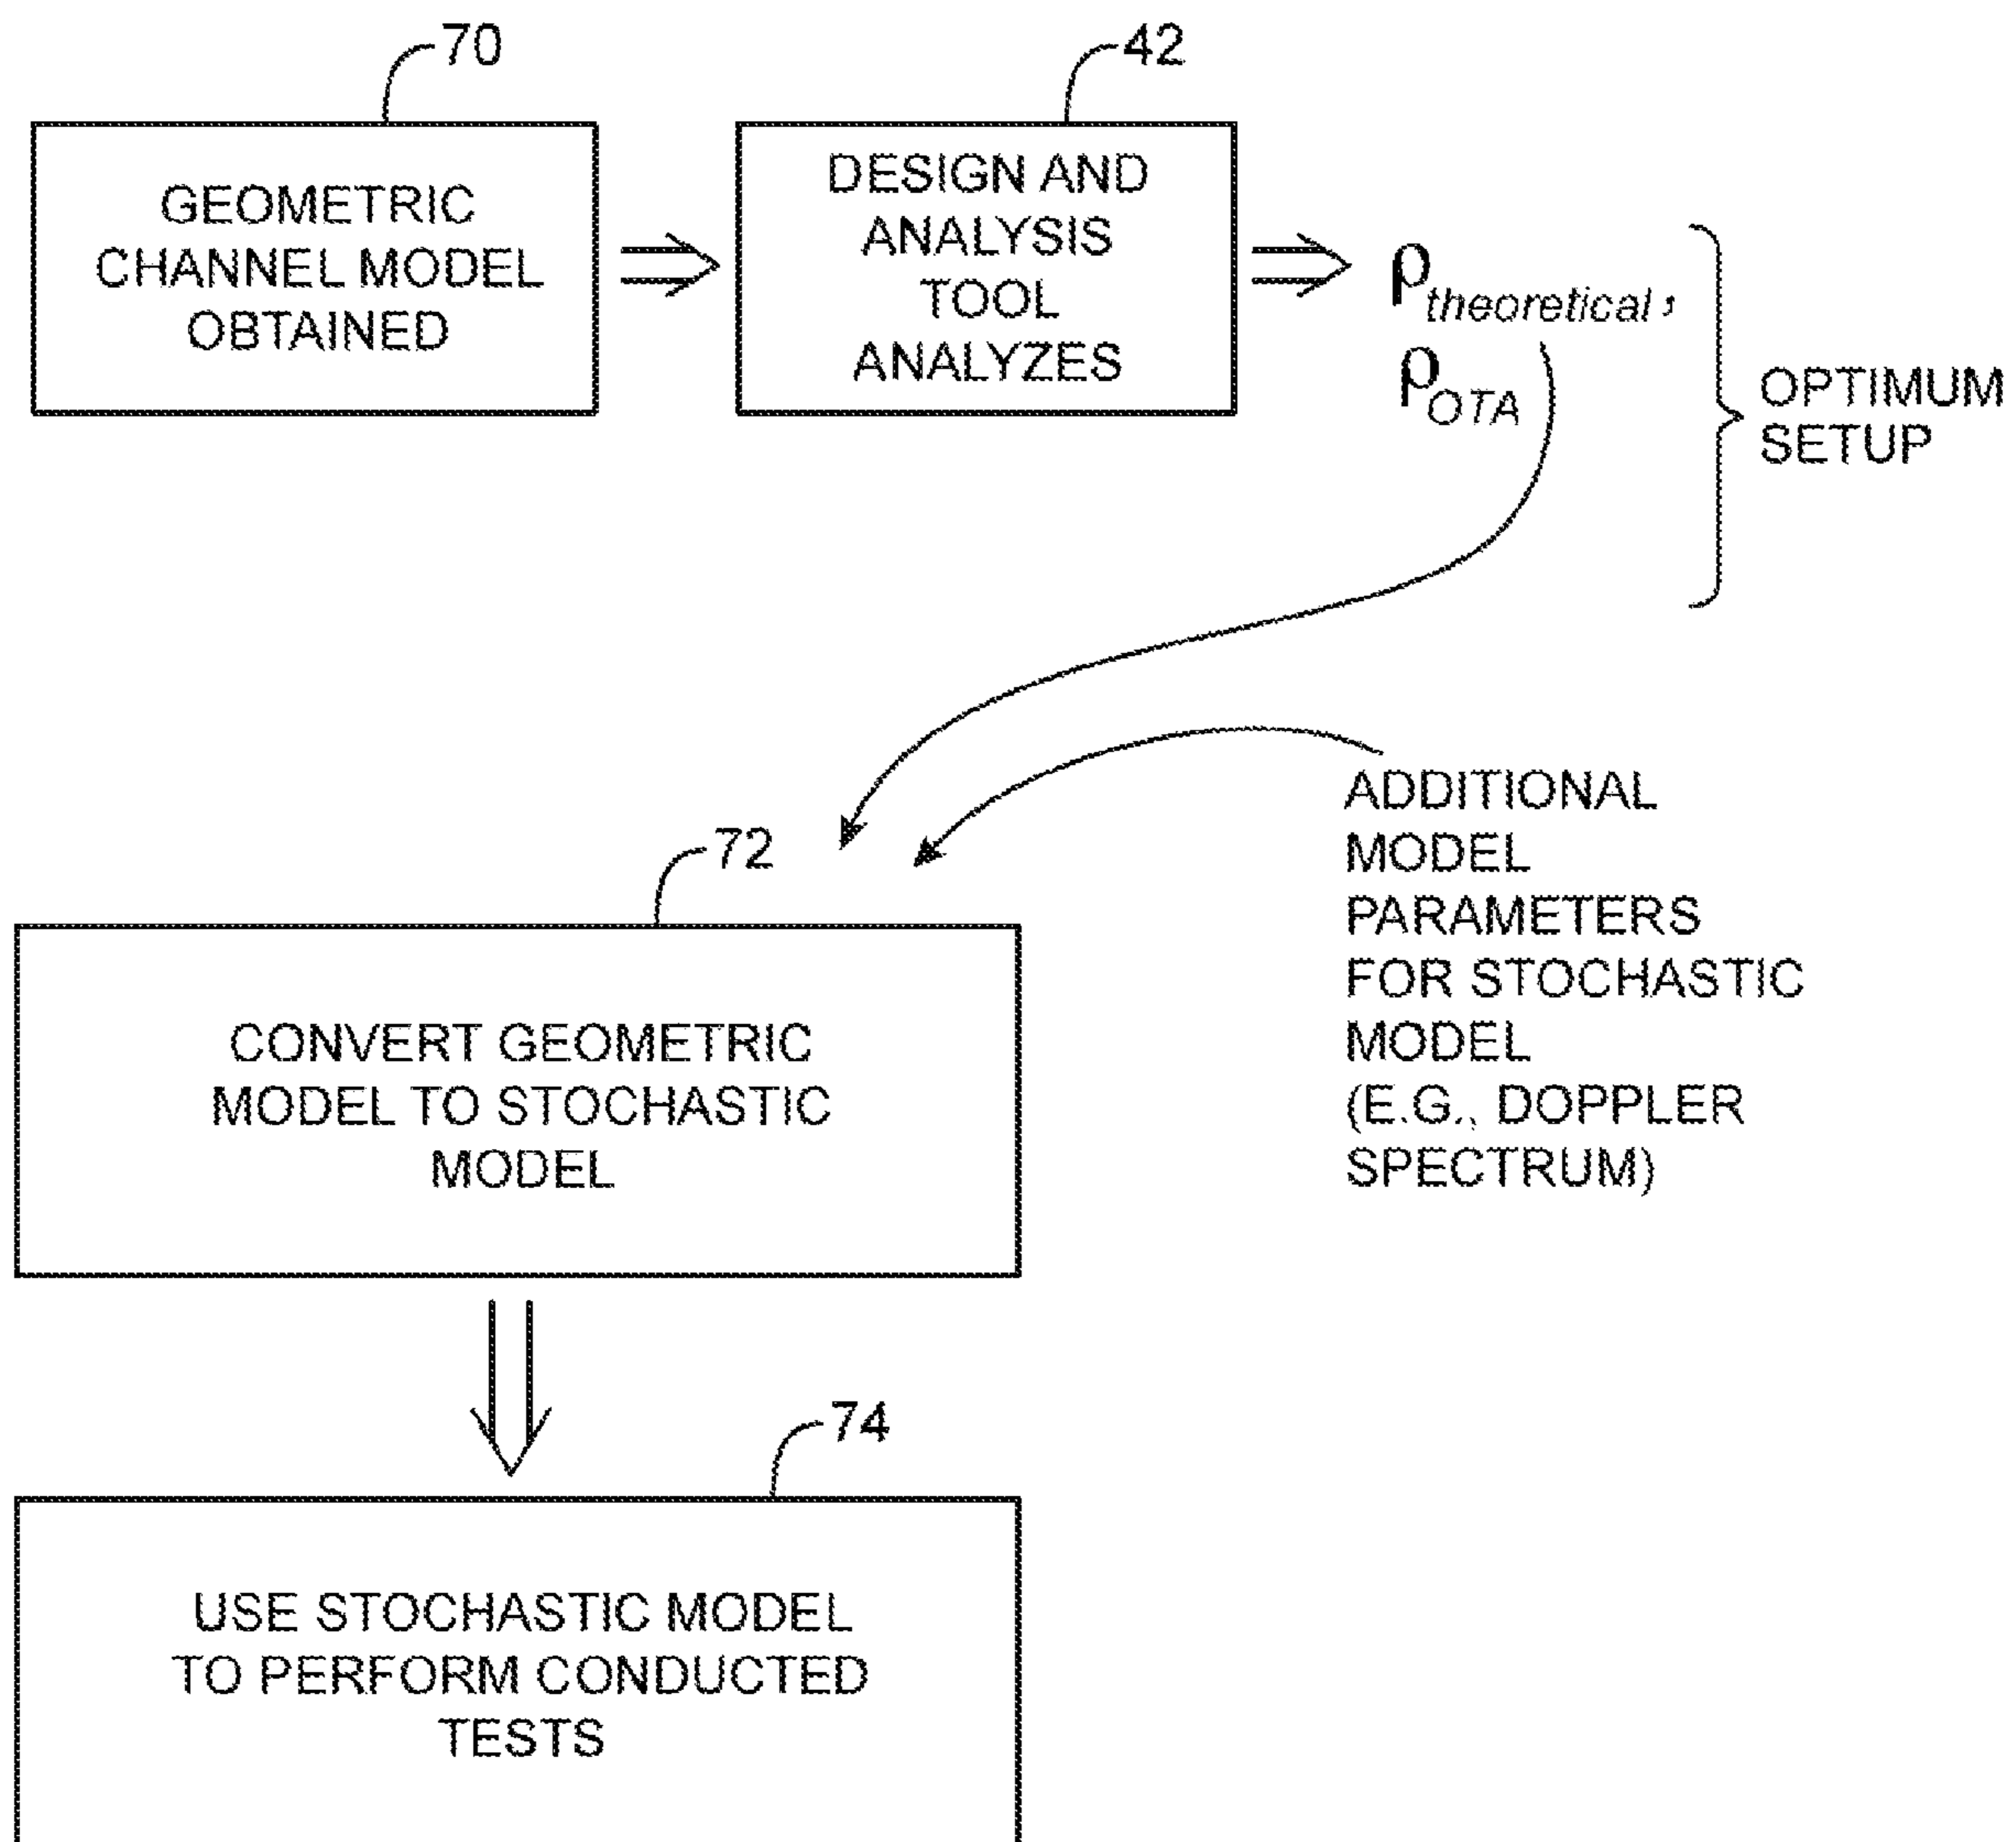 70
GEOMETRIC
CHANNEL MODEL
OBTAINED
42
DESIGN AND
ANALYSIS
TOOL
ANALYZES
ρtheoretical,
ρOTA
OPTIMUM
SETUP
ADDITIONAL
MODEL
PARAMETERS
FOR STOCHASTIC
MODEL
(E.G., DOPPLER
SPECTRUM)
72
CONVERT GEOMETRIC
MODEL TO STOCHASTIC
MODEL
74
USE STOCHASTIC MODEL
TO PERFORM CONDUCTED
TESTS